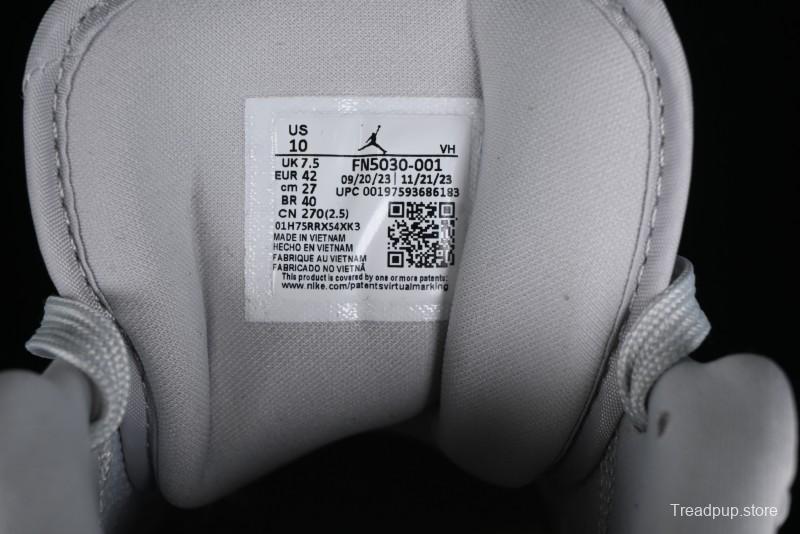 US
10
VH
UK 7.5
FN5030-001
EUR 42
09/20/23 | 11/21/23
cm 27
UPC 00197593686183
BR 40
CN 270(2.5)
01H75RRX54XK3
MADE IN VIETNAM
HECHO EN VIETNAM
FABRIQUE AU VIETNAM
FABRICADO NO VIETNÃ
This product is covered by one or more patents:
www.nike.com/patentsvirtualmarking
Treadpup.store